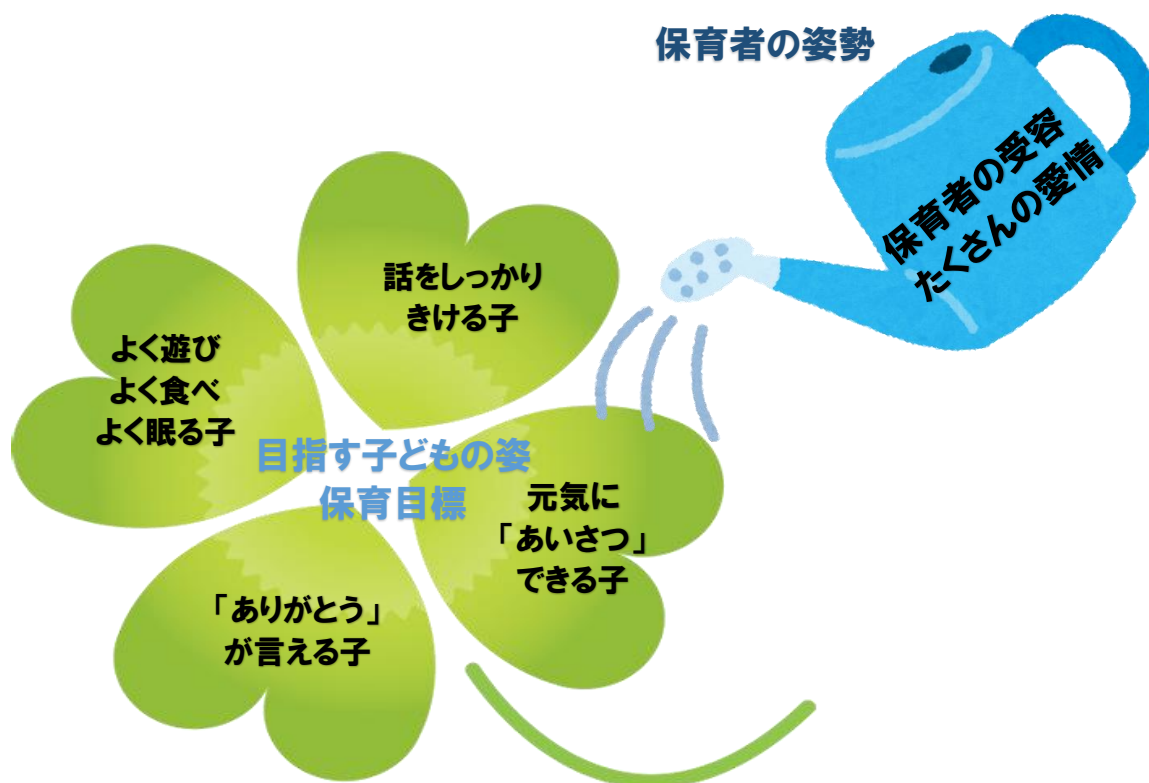 保育者の姿勢
保育者の受容
たくさんの愛情
話をしっかり
きける子
よく遊び
よく食べ
よく眠る子
目指す子どもの姿
保育目標
元気に
「あいさつ」
できる子
「ありがとう」
が言える子